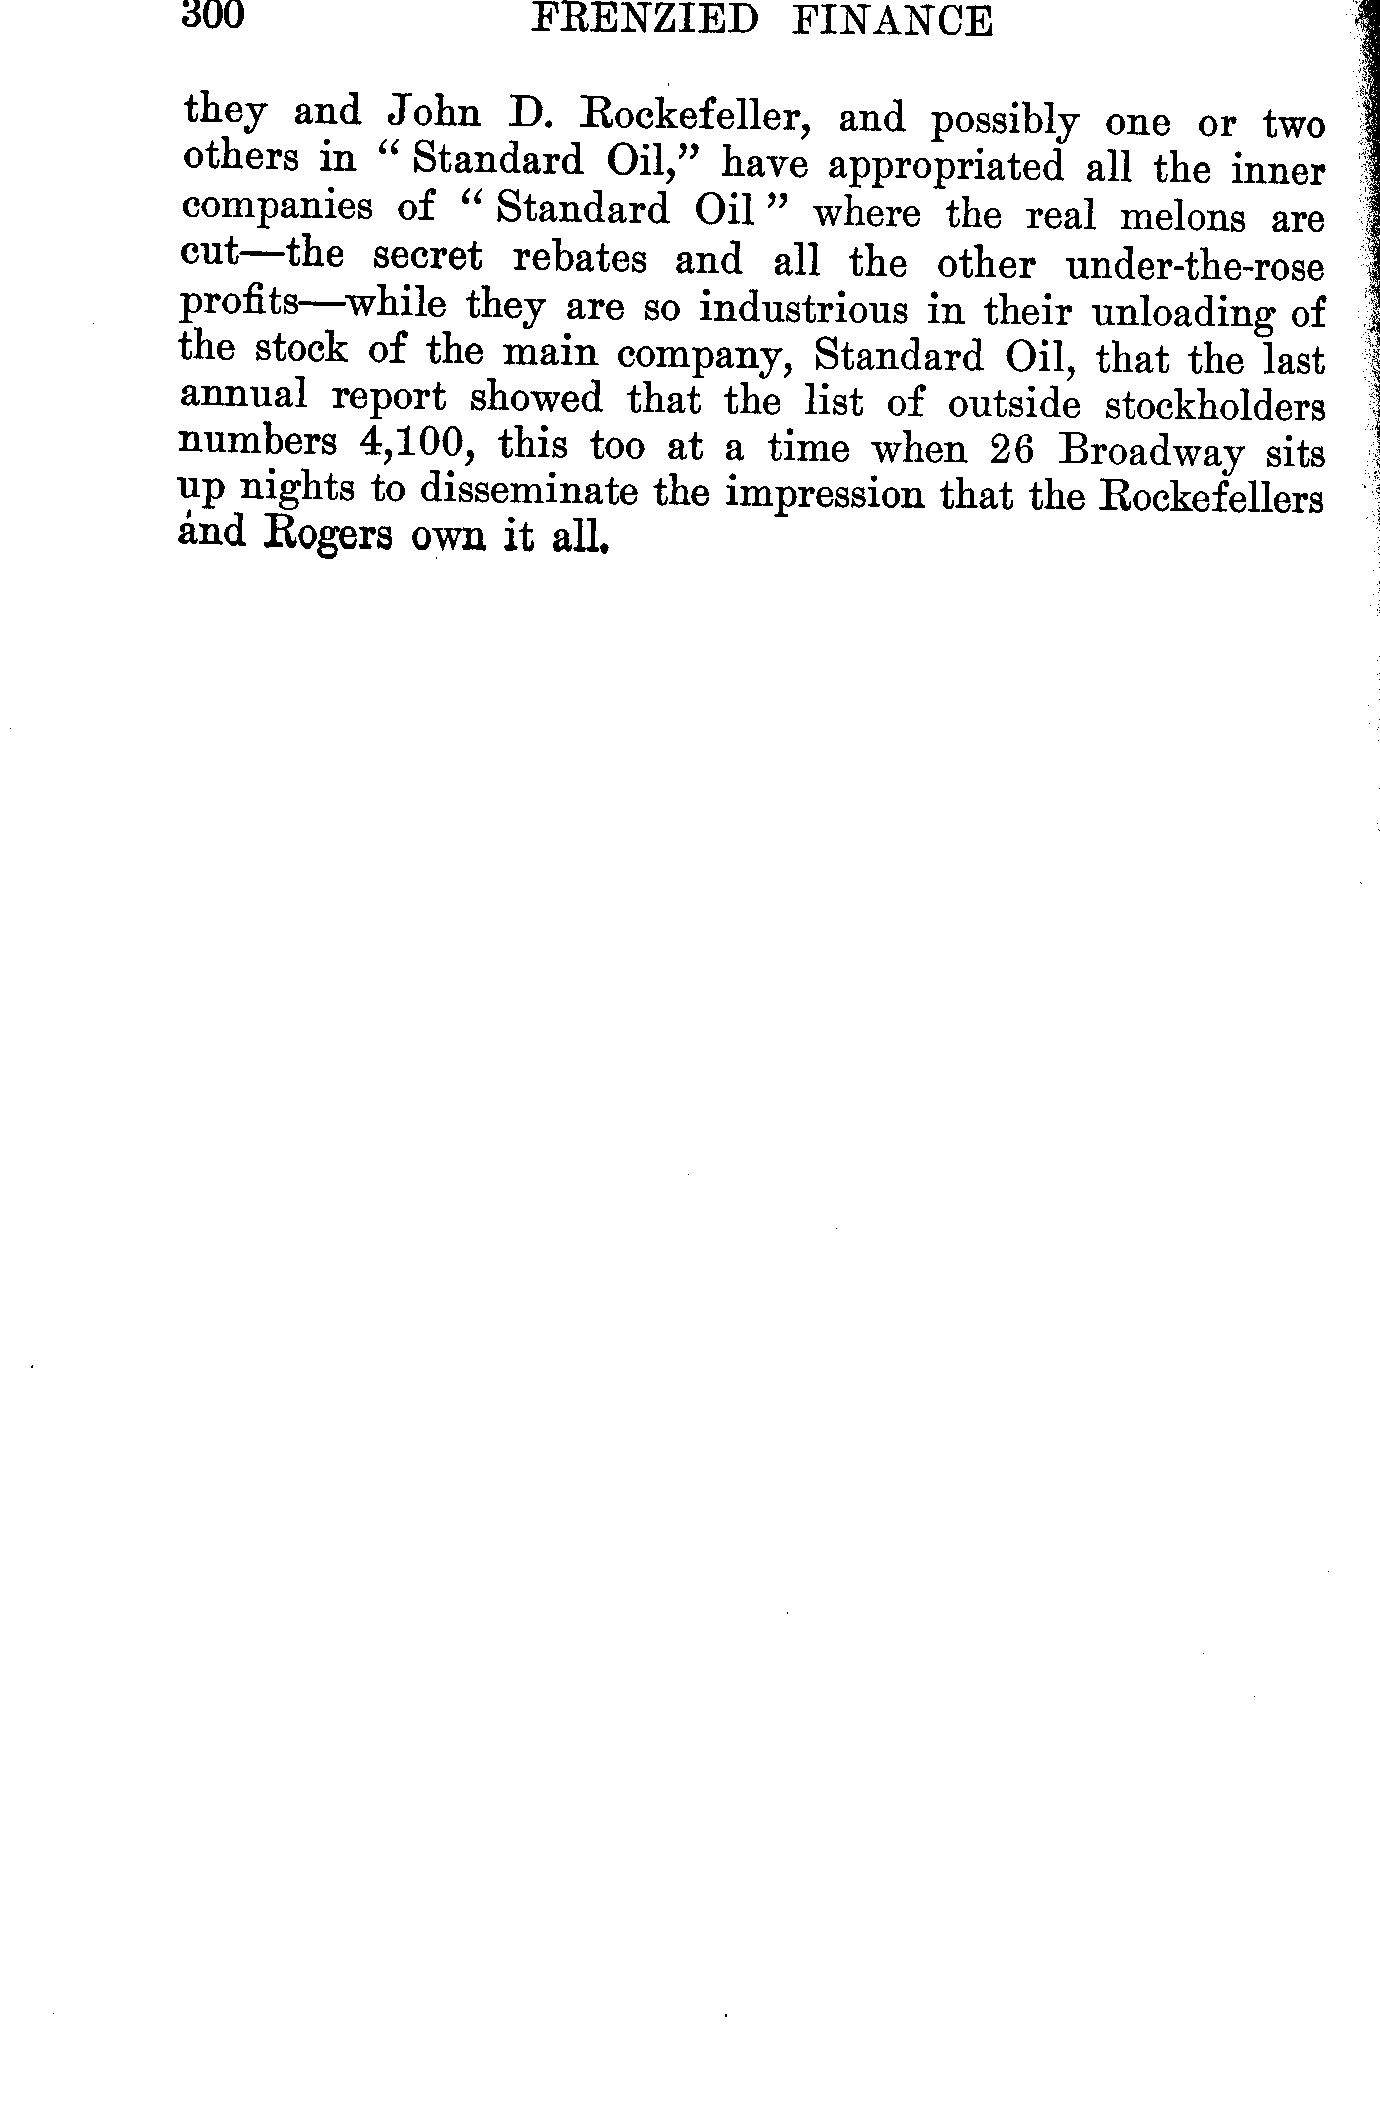 300 FRENZIED FINANCE
they and John D. Rockefeller, and possibly one or two
others in “ Standard Oil,” have appropriated all the inner
companies of “ Standard Oil ” where the real melons are
cut—the secret rebates and all the other under-the-rose
profits—while they are so industrious in their unloading of
the stock of the main company, Standard Oil, that the last
annual report showed that the list of outside stockholders
numbers 4,100, this too at a time when 26 Broadway sits
up nights to disseminate the impression that the Rockefellers
and Rogers own it all.